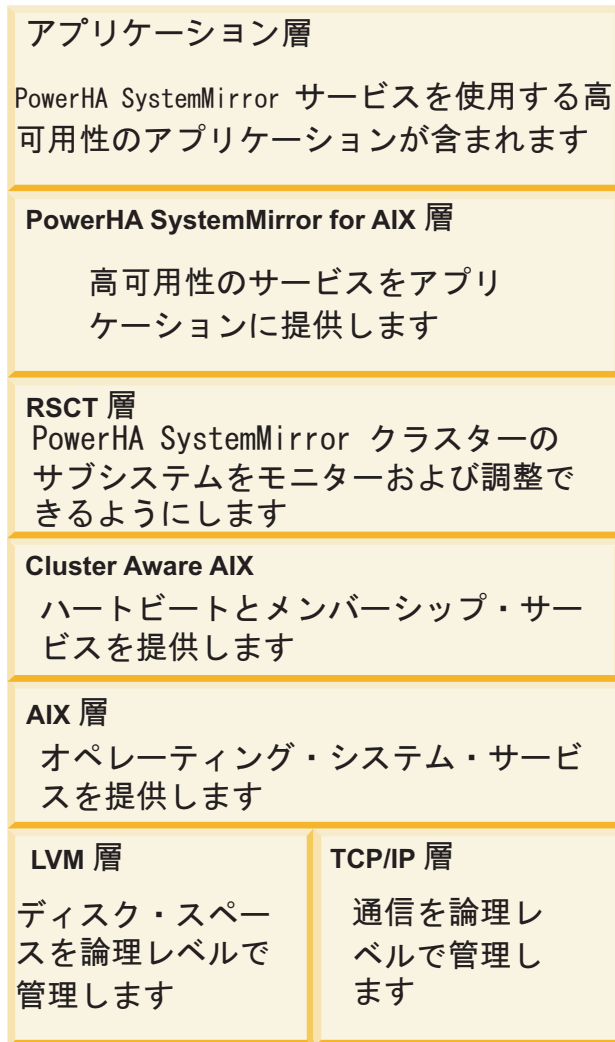 アプリケーション層
PowerHA SystemMirror サービスを使用する高
可用性のアプリケーションが含まれます
PowerHA SystemMirror for AIX 層
高可用性のサービスをアプリ
ケーションに提供します
RSCT 層
PowerHA SystemMirror クラスターの
サブシステムをモニターおよび調整で
きるようにします
Cluster Aware AIX
ハートビートとメンバーシップ・サー
ビスを提供します
AIX 層
オペレーティング・システム・サービ
スを提供します
LVM 層
ディスク・スペー
スを論理レベルで
管理します
TCP/IP 層
通信を論理レ
ベルで管理し
ます